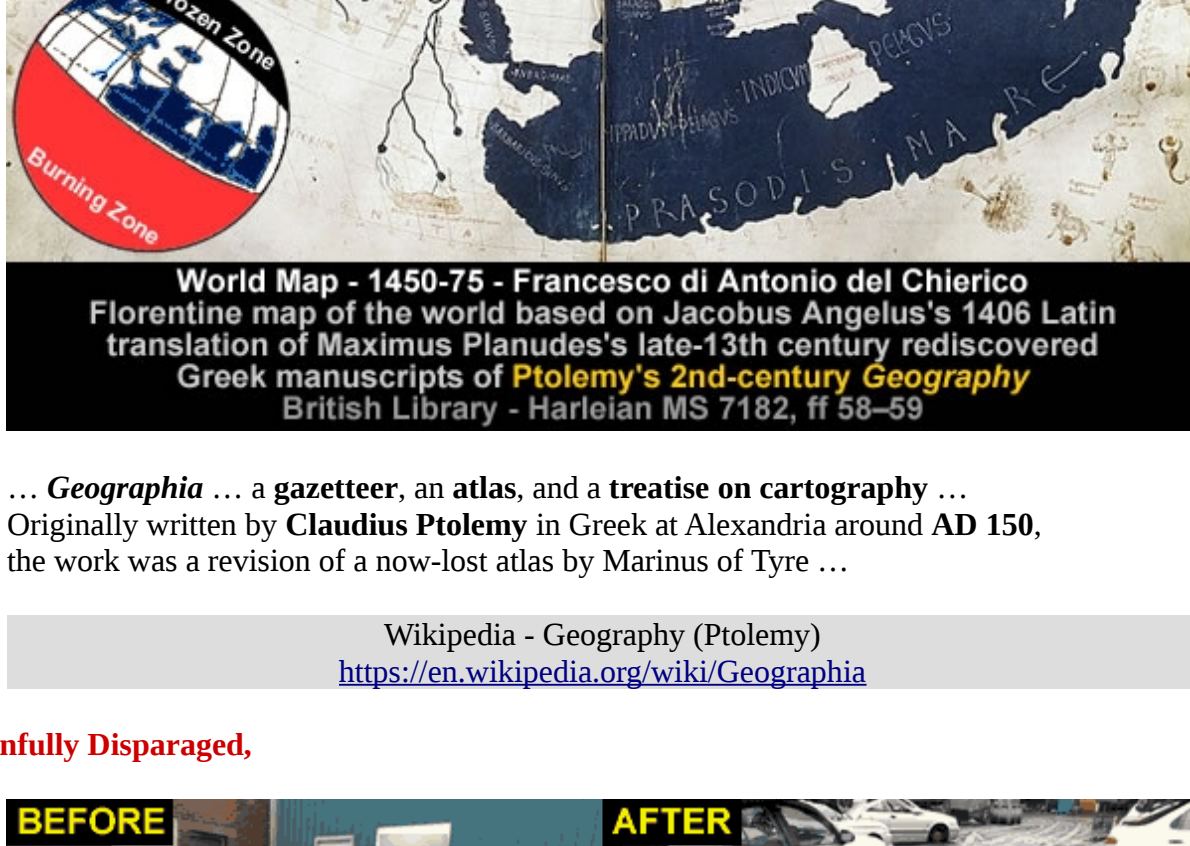 rozen Zone
Burning Zone
INDICVM
PELAGVS
PRASODIS MARE
World Map - 1450-75 - Francesco di Antonio del Chierico
Florentine map of the world based on Jacobus Angelus's 1406 Latin
translation of Maximus Planudes's late-13th century rediscovered
Greek manuscripts of Ptolemy's 2nd-century Geography
British Library - Harleian MS 7182, ff 58–59
… Geographia … a gazetteer, an atlas, and a treatise on cartography …
Originally written by Claudius Ptolemy in Greek at Alexandria around AD 150,
the work was a revision of a now-lost atlas by Marinus of Tyre …
Wikipedia - Geography (Ptolemy)
https://en.wikipedia.org/wiki/Geographia
nfully Disparaged,
BEFORE
AFTER